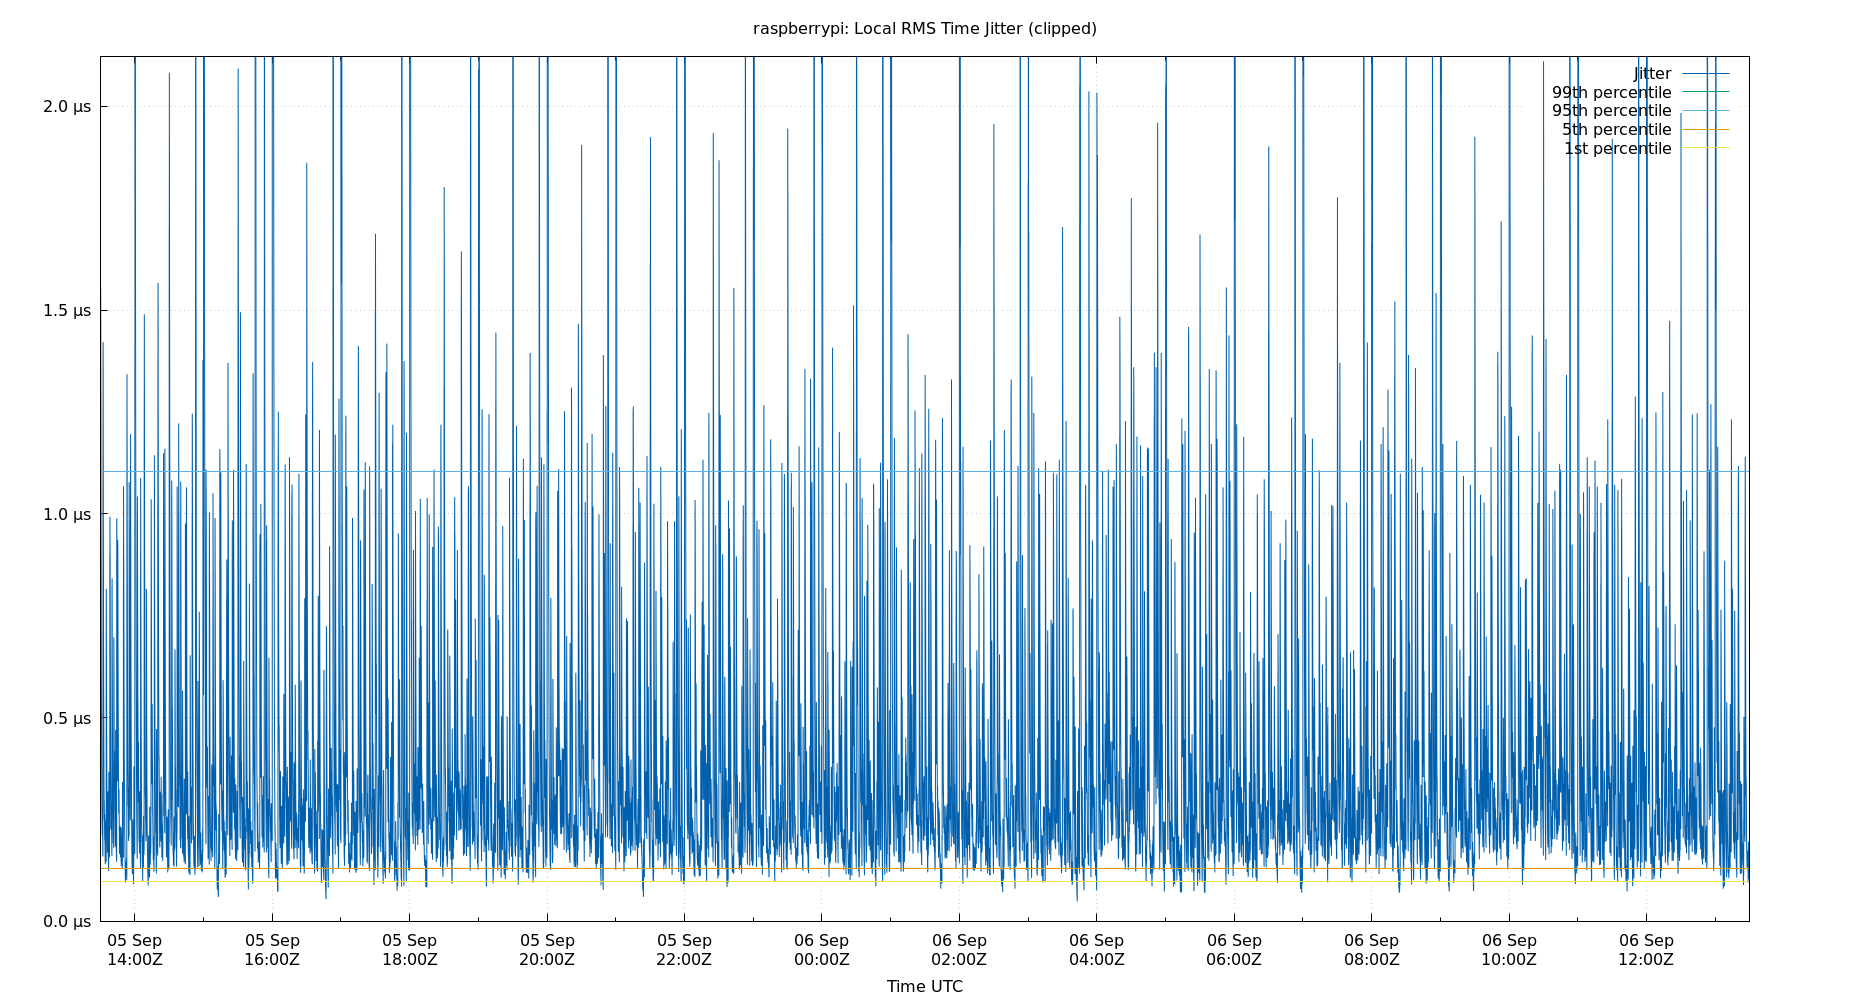 raspberrypi: Local RMS Time Jitter (clipped)
Jitter
99th percentile
95th percentile
5th percentile
1st percentile
2.0 µs
1.5 µs
1.0 µs
0.5 µs
0.0 µs
05 Sep 05 Sep 05 Sep 05 Sep 05 Sep 06 Sep 06 Sep 06 Sep 06 Sep 06 Sep 06 Sep 06 Sep
14:00Z 16:00Z 18:00Z 20:00Z 22:00Z 00:00Z 02:00Z 04:00Z 06:00Z 08:00Z 10:00Z 12:00Z
Time UTC